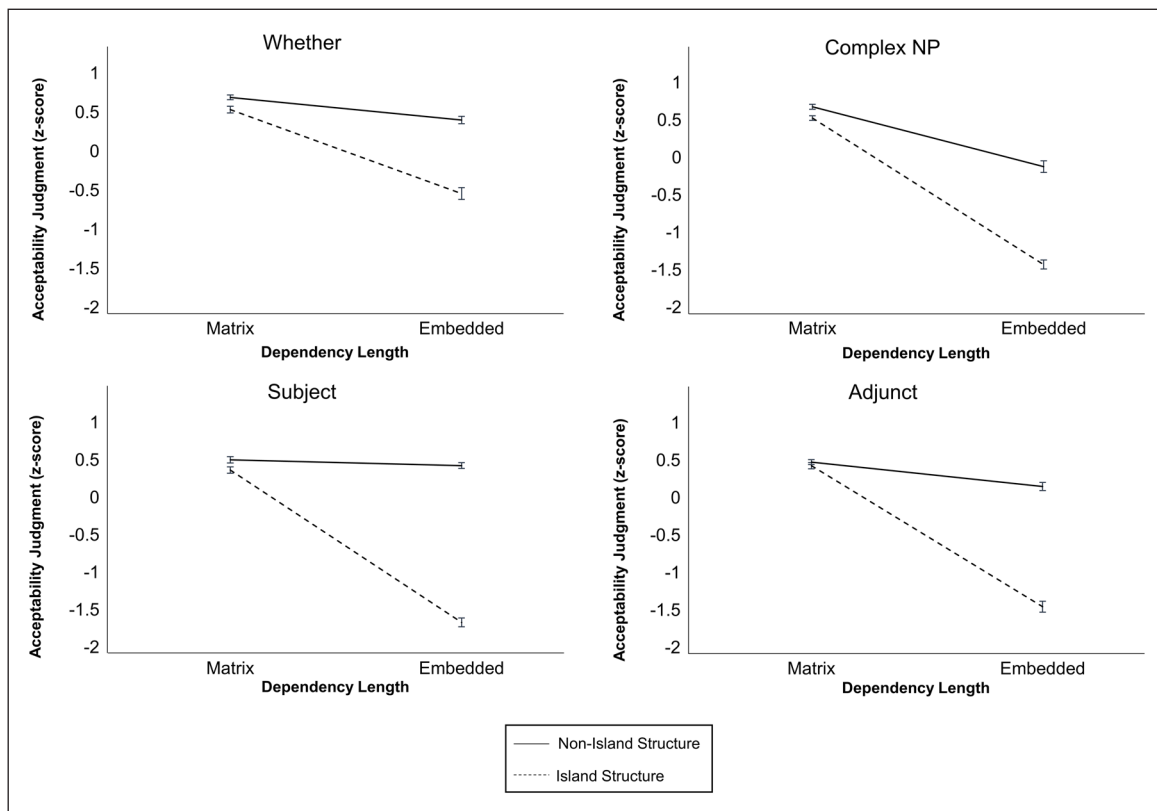 Whether
Acceptability Judgment (z-score)
1
0.5
0
-0.5
-1
-1.5
-2
Matrix
Embedded
Dependency Length
Complex NP
Acceptability Judgment (z-score)
1
0.5
0
-0.5
-1
-1.5
-2
Matrix
Embedded
Dependency Length
Subject
Acceptability Judgment (z-score)
1
0.5
0
-0.5
-1
-1.5
-2
Matrix
Embedded
Dependency Length
Adjunct
Acceptability Judgment (z-score)
1
0.5
0
-0.5
-1
-1.5
-2
Matrix
Embedded
Dependency Length
Non-Island Structure
Island Structure